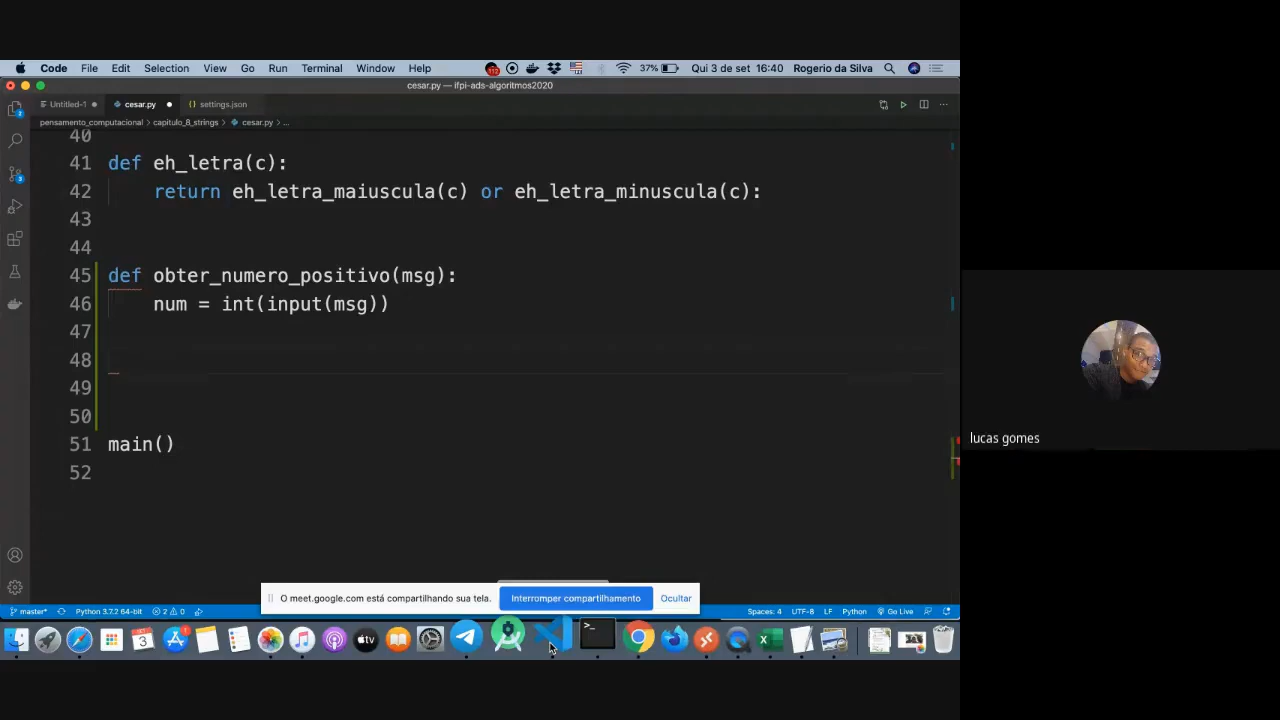 Code File Edit Selection View Go Run Terminal Window Help 37% Qui 3 de set 16:40 Rogerio da Silva
cesar.py — ifpi-ads-algoritmos2020
Untitled-1 cesar.py settings.json
pensamento_computacional > capitulo_8_strings > cesar.py > ...
40
41 def eh_letra(c):
42 return eh_letra_maiuscula(c) or eh_letra_minuscula(c):
43
44
45 def obter_numero_positivo(msg):
46 num = int(input(msg))
47
48
49
50
51 main()
52
lucas gomes
O meet.google.com está compartilhando sua tela. Interromper compartilhamento Ocultar
master* Python 3.7.2 64-bit 2 0 Spaces: 4 UTF-8 LF Python Go Live